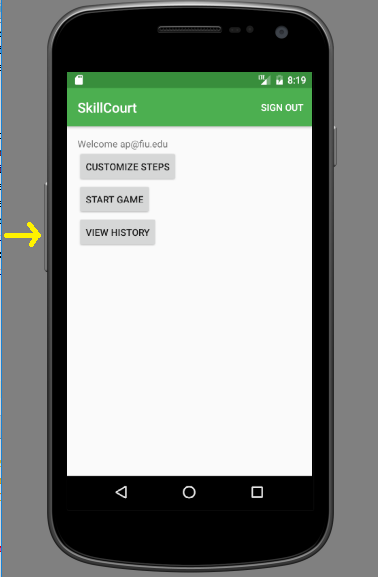 8:19
SkillCourt SIGN OUT
Welcome ap@fiu.edu
CUSTOMIZE STEPS
START GAME
VIEW HISTORY